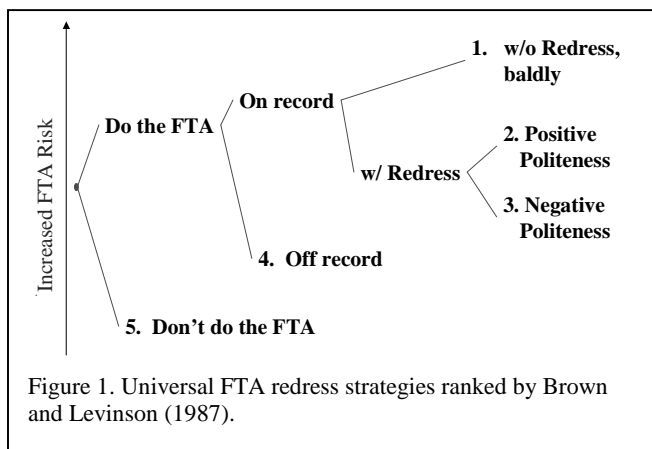 Increased FTA Risk
1. w/o Redress,
baldly
On record
Do the FTA
2. Positive
Politeness
w/ Redress
3. Negative
Politeness
4. Off record
5. Don't do the FTA
Figure 1. Universal FTA redress strategies ranked by Brown
and Levinson (1987).